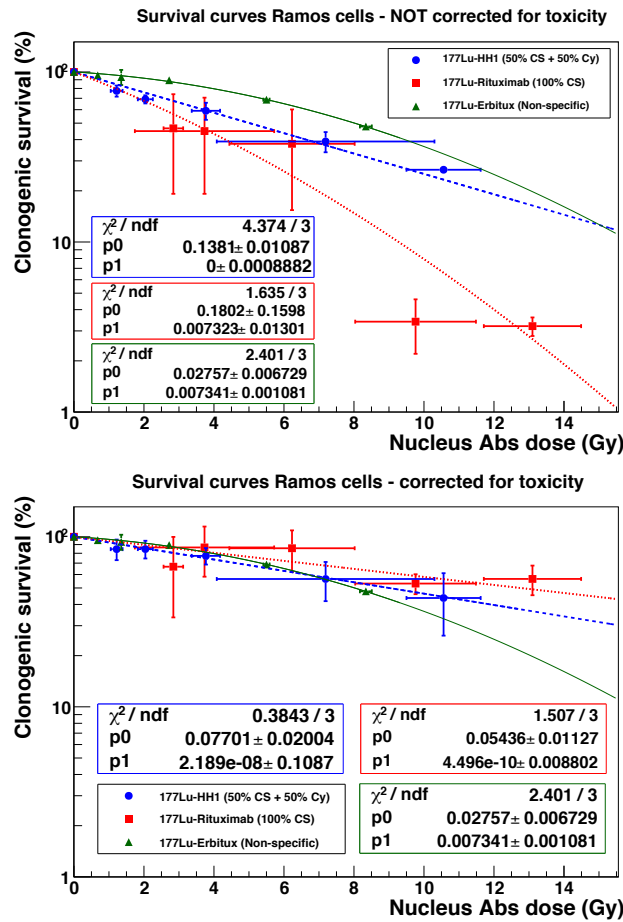 Survival curves Ramos cells - NOT corrected for toxicity
Clonogenic survival (%)
10²
10
1
177Lu-HH1 (50% CS + 50% Cy)
177Lu-Rituximab (100% CS)
177Lu-Erbitux (Non-specific)
χ² / ndf 4.374 / 3
p0 0.1381± 0.01087
p1 0± 0.0008882
χ² / ndf 1.635 / 3
p0 0.1802± 0.1598
p1 0.007323± 0.01301
χ² / ndf 2.401 / 3
p0 0.02757± 0.006729
p1 0.007341± 0.001081
0 2 4 6 8 10 12 14
Nucleus Abs dose (Gy)
Survival curves Ramos cells - corrected for toxicity
Clonogenic survival (%)
10²
10
1
χ² / ndf 0.3843 / 3
p0 0.07701± 0.02004
p1 2.189e-08± 0.1087
χ² / ndf 1.507 / 3
p0 0.05436± 0.01127
p1 4.496e-10± 0.008802
177Lu-HH1 (50% CS + 50% Cy)
177Lu-Rituximab (100% CS)
177Lu-Erbitux (Non-specific)
χ² / ndf 2.401 / 3
p0 0.02757± 0.006729
p1 0.007341± 0.001081
0 2 4 6 8 10 12 14
Nucleus Abs dose (Gy)